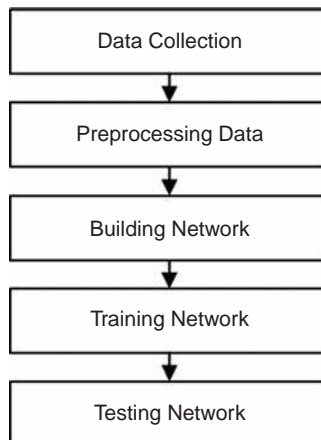 Data Collection
Preprocessing Data
Building Network
Training Network
Testing Network